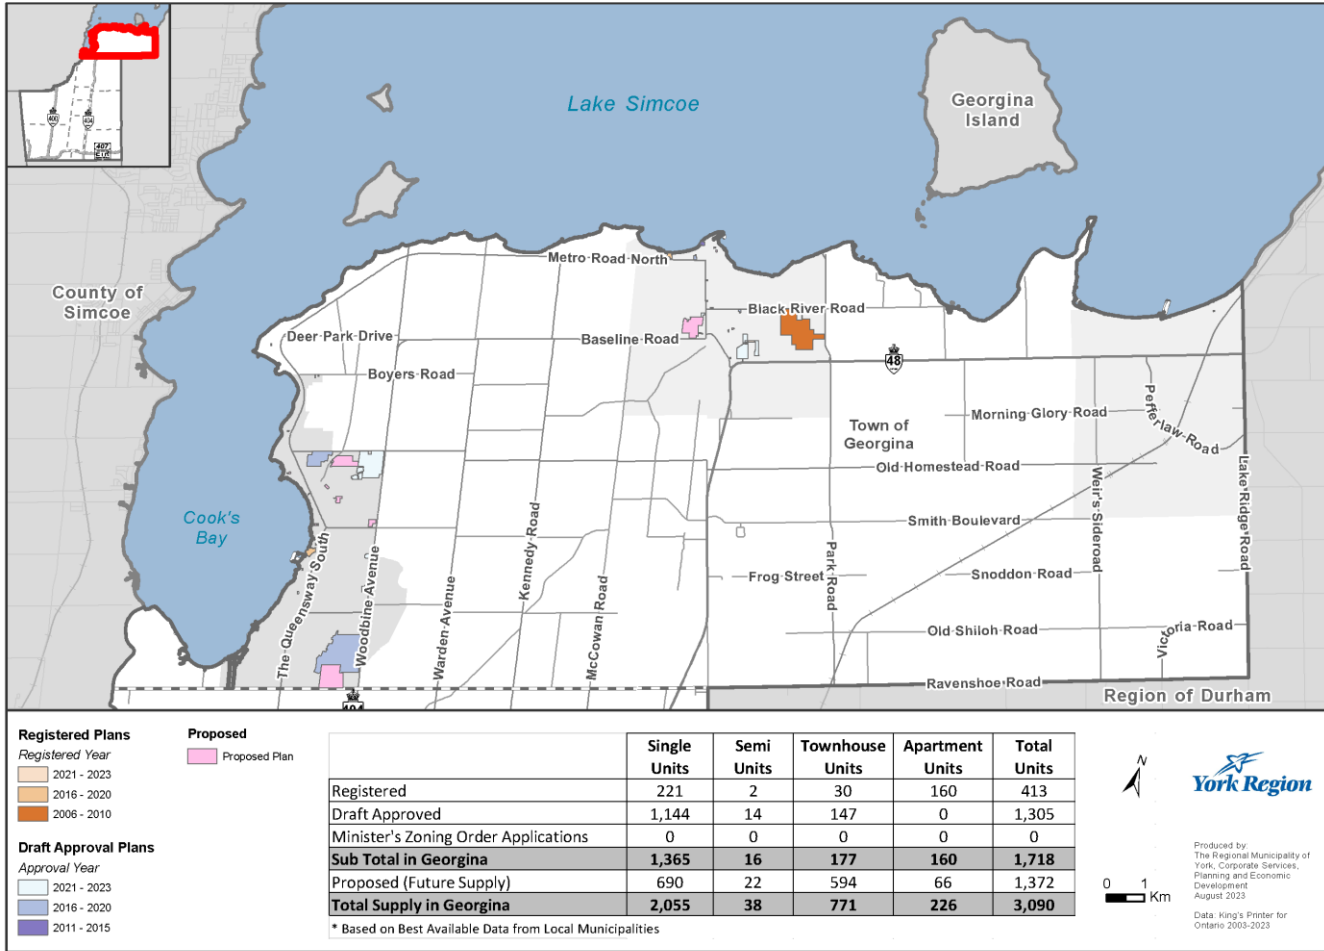 400
404
407
ETR
Lake Simcoe
Georgina
Island
County of
Simcoe
Metro Road North
Black River Road
Deer Park Drive
Baseline Road
48
Boyers Road
Pefferlaw Road
Morning Glory Road
Town of
Georgina
Old Homestead Road
Cook's
Bay
Smith Boulevard
Weir's Sideroad
Lake Ridge Road
The Queensway South
Woodbine Avenue
Warden Avenue
Kennedy Road
McCowan Road
Park Road
Frog Street
Snoddon Road
Old Shiloh Road
Victoria Road
Ravenshoe Road
Region of Durham
404
Registered Plans
Registered Year
2021 - 2023
2016 - 2020
2006 - 2010
Draft Approval Plans
Approval Year
2021 - 2023
2016 - 2020
2011 - 2015
Proposed
Proposed Plan
Single Units Semi Units Townhouse Units Apartment Units Total Units
Registered 221 2 30 160 413
Draft Approved 1,144 14 147 0 1,305
Minister's Zoning Order Applications 0 0 0 0 0
Sub Total in Georgina 1,365 16 177 160 1,718
Proposed (Future Supply) 690 22 594 66 1,372
Total Supply in Georgina 2,055 38 771 226 3,090
* Based on Best Available Data from Local Municipalities
N
0 1
Km
York Region
Produced by:
The Regional Municipality of
York, Corporate Services,
Planning and Economic
Development
August 2023
Data: King's Printer for
Ontario 2003-2023